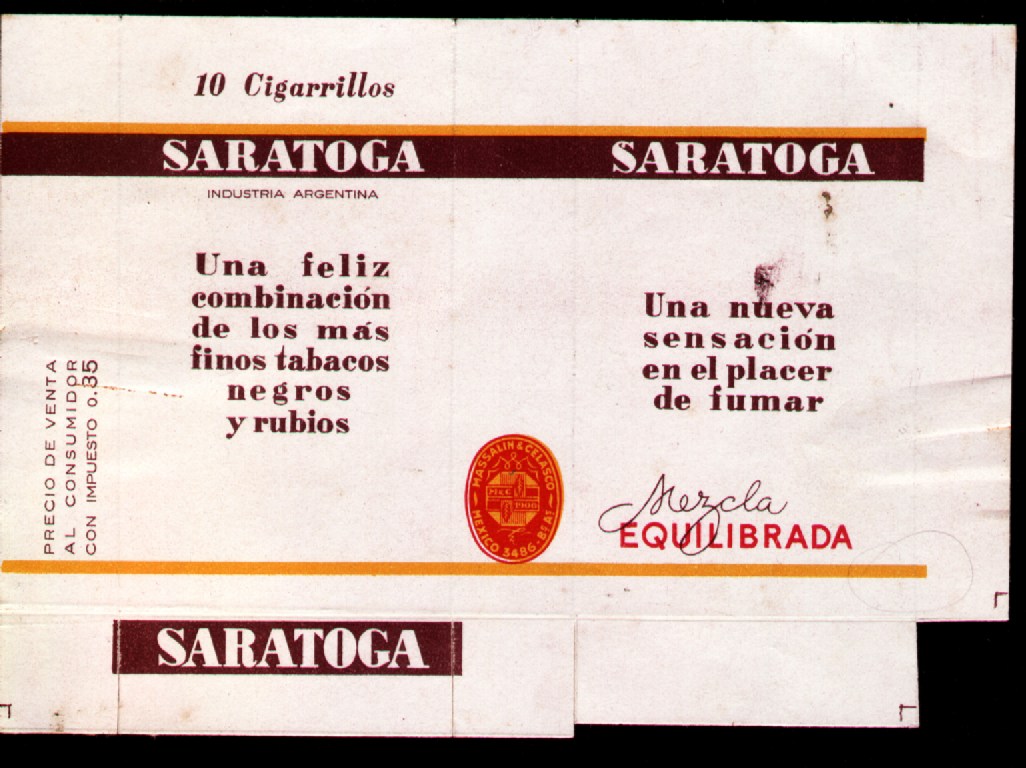 10 Cigarrillos
SARATOGA
INDUSTRIA ARGENTINA
Una feliz
combinación
de los más
finos tabacos
negros
y rubios
PRECIO DE VENTA
AL CONSUMIDOR
CON IMPUESTO 0.35
MASSALIN & CELASCO
MEXICO 3486-Bs As
SARATOGA
Una nueva
sensación
en el placer
de fumar
Mezcla
EQUILIBRADA
SARATOGA